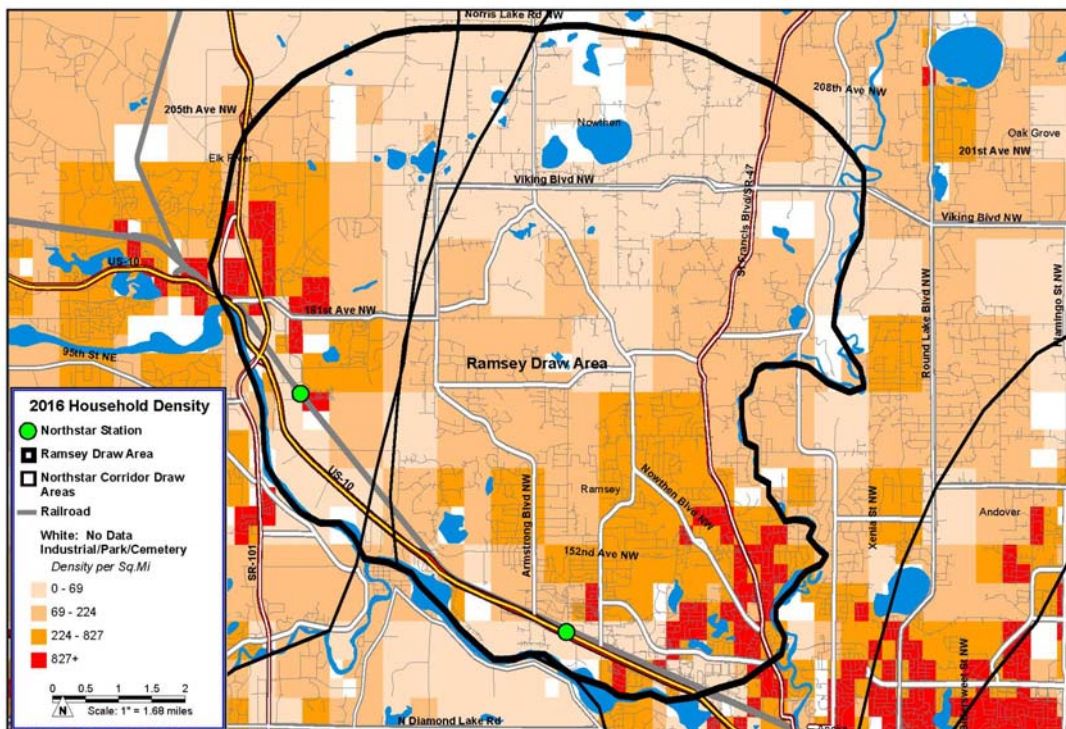 Norris Lake Rd NW
205th Ave NW
208th Ave NW
Nowthen
Oak Grove
201st Ave NW
Elk River
Viking Blvd NW
St Francis Blvd/SR-47
Viking Blvd NW
US-10
181st Ave NW
Round Lake Blvd NW
Flamingo St NW
95th St NE
Ramsey Draw Area
2016 Household Density
Northstar Station
Ramsey Draw Area
Northstar Corridor Draw
Areas
Railroad
White: No Data
Industrial/Park/Cemetery
Density per Sq.Mi
0 - 69
69 - 224
224 - 827
827+
0 0.5 1 1.5 2
N
Scale: 1" = 1.68 miles
US-10
Ramsey
Nowthen Blvd NW
Armstrong Blvd NW
152nd Ave NW
Xenia St NW
Andover
SR-101
N Diamond Lake Rd